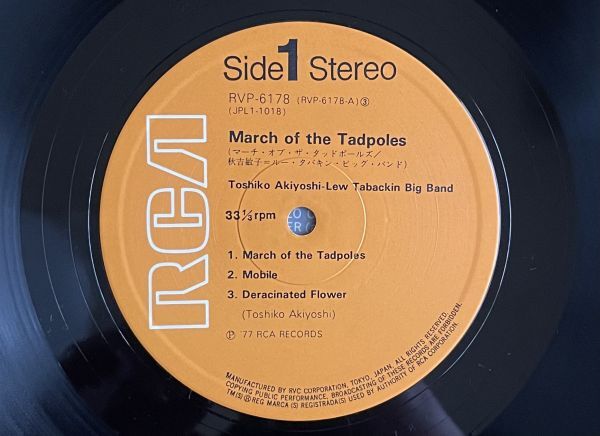 Side 1 Stereo
RVP-6178 (RVP-6178-A) ③
(JPL1-1018)
March of the Tadpoles
(マーチ・オブ・ザ・タッドポールズ/
秋吉敏子=ルー・タバキン・ビッグ・バンド)
Toshiko Akiyoshi-Lew Tabackin Big Band
33⅓ rpm
1. March of the Tadpoles
2. Mobile
3. Deracinated Flower
(Toshiko Akiyoshi)
℗ '77 RCA RECORDS
RCA
MANUFACTURED BY RVC CORPORATION, TOKYO, JAPAN. ALL RIGHTS RESERVED.
COPYING PUBLIC PERFORMANCE, BROADCASTING OF THESE RECORDS ARE FORBIDDEN.
TM(S) ® REG MARCA (S) REGISTRADA(S) USED BY AUTHORITY OF RCA CORPORATION.